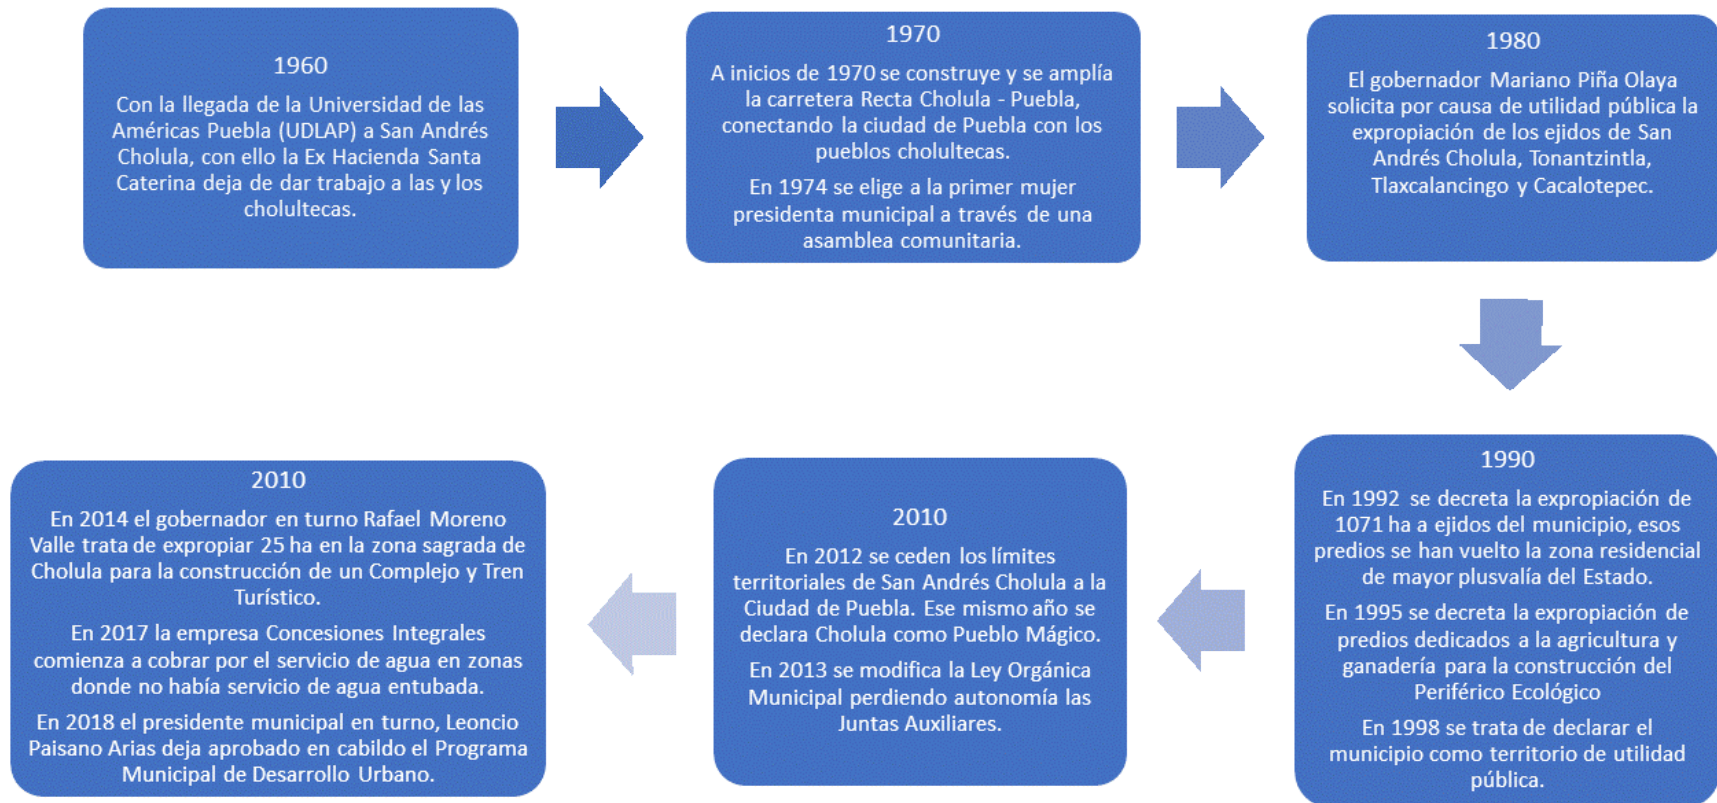 1960
Con la llegada de la Universidad de las
Américas Puebla (UDLAP) a San Andrés
Cholula, con ello la Ex Hacienda Santa
Caterina deja de dar trabajo a las y los
cholultecas.
1970
A inicios de 1970 se construye y se amplía
la carretera Recta Cholula - Puebla,
conectando la ciudad de Puebla con los
pueblos cholultecas.
En 1974 se elige a la primer mujer
presidenta municipal a través de una
asamblea comunitaria.
1980
El gobernador Mariano Piña Olaya
solicita por causa de utilidad pública la
expropiación de los ejidos de San
Andrés Cholula, Tonantzintla,
Tlaxcalancingo y Cacalotepec.
1990
En 1992 se decreta la expropiación de
1071 ha a ejidos del municipio, esos
predios se han vuelto la zona residencial
de mayor plusvalía del Estado.
En 1995 se decreta la expropiación de
predios dedicados a la agricultura y
ganadería para la construcción del
Periférico Ecológico
En 1998 se trata de declarar el
municipio como territorio de utilidad
pública.
2010
En 2012 se ceden los límites
territoriales de San Andrés Cholula a la
Ciudad de Puebla. Ese mismo año se
declara Cholula como Pueblo Mágico.
En 2013 se modifica la Ley Orgánica
Municipal perdiendo autonomía las
Juntas Auxiliares.
2010
En 2014 el gobernador en turno Rafael Moreno
Valle trata de expropiar 25 ha en la zona sagrada de
Cholula para la construcción de un Complejo y Tren
Turístico.
En 2017 la empresa Concesiones Integrales
comienza a cobrar por el servicio de agua en zonas
donde no había servicio de agua entubada.
En 2018 el presidente municipal en turno, Leoncio
Paisano Arias deja aprobado en cabildo el Programa
Municipal de Desarrollo Urbano.